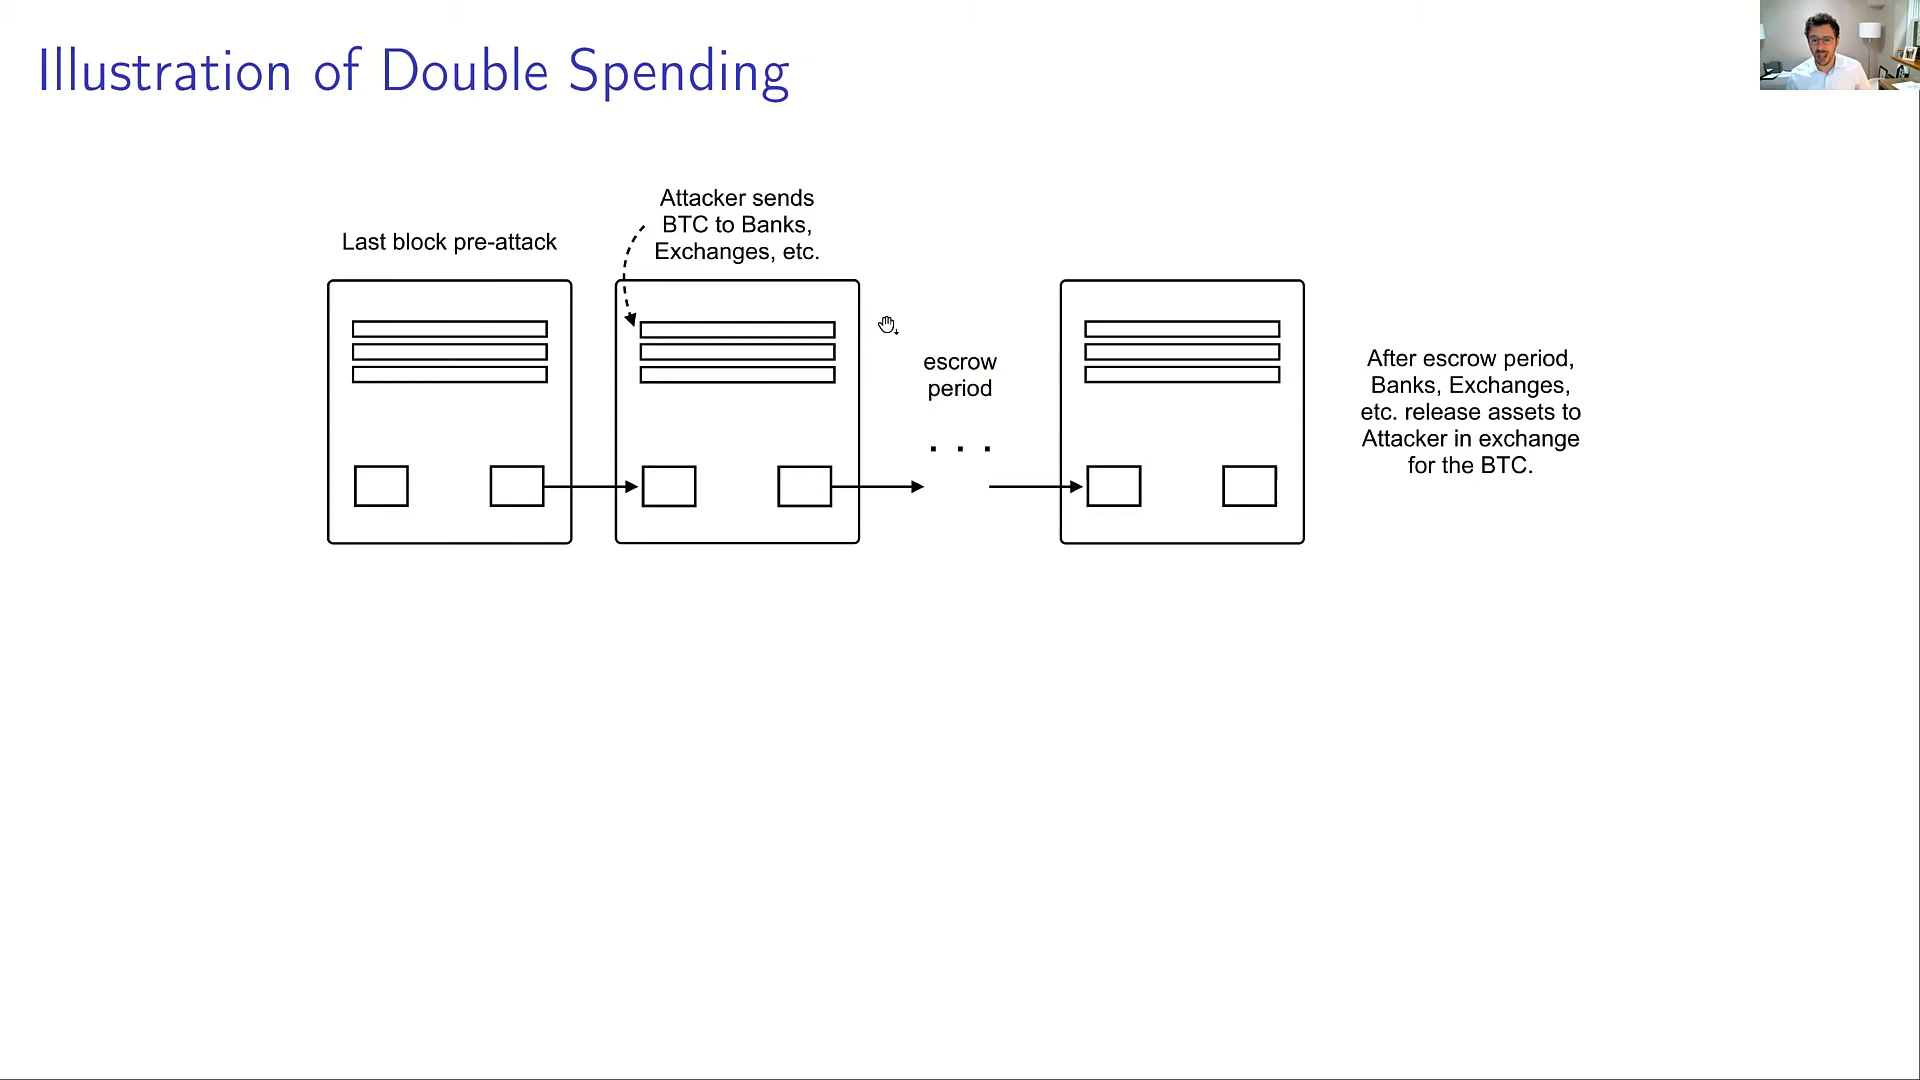 Illustration of Double Spending
Last block pre-attack
Attacker sends
BTC to Banks,
Exchanges, etc.
escrow
period
. . .
After escrow period,
Banks, Exchanges,
etc. release assets to
Attacker in exchange
for the BTC.